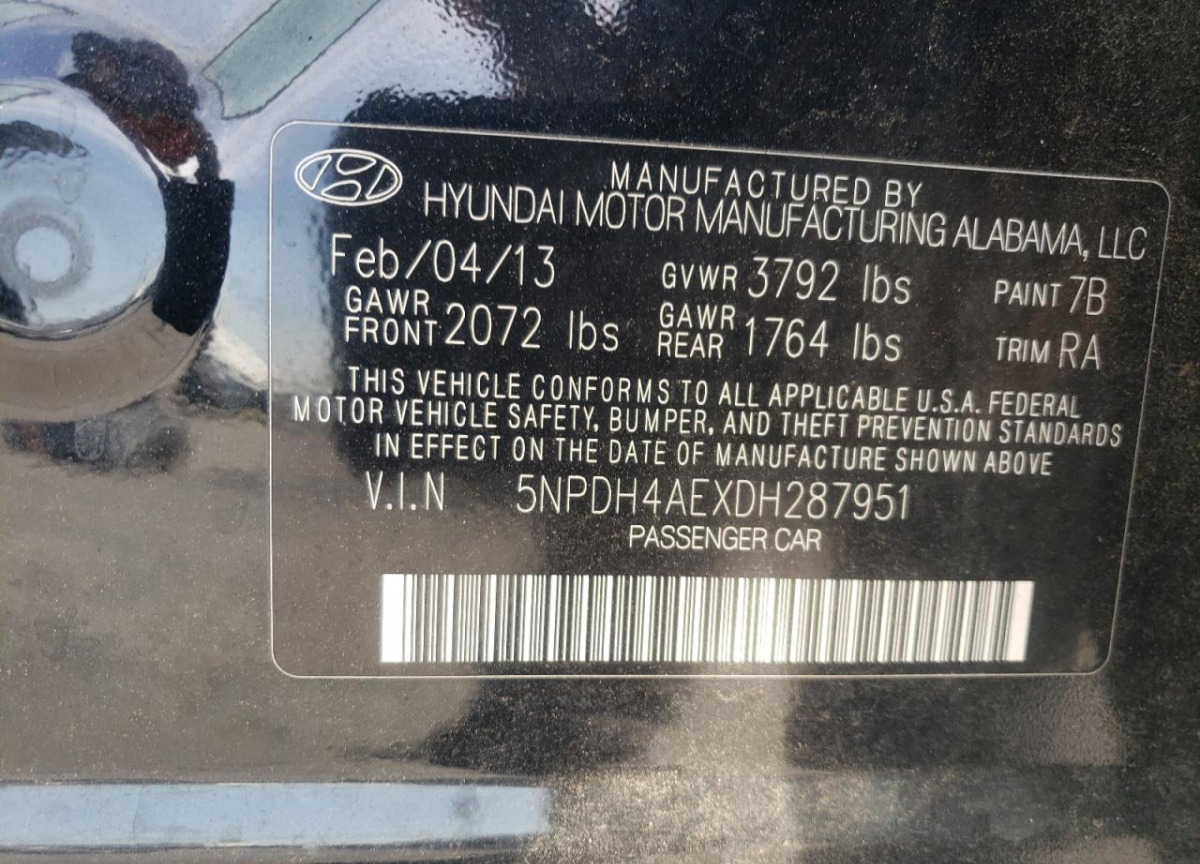 MANUFACTURED BY
HYUNDAI MOTOR MANUFACTURING ALABAMA, LLC
Feb/04/13 GVWR 3792 lbs PAINT 7B
GAWR FRONT 2072 lbs GAWR REAR 1764 lbs TRIM RA
THIS VEHICLE CONFORMS TO ALL APPLICABLE U.S.A. FEDERAL
MOTOR VEHICLE SAFETY, BUMPER, AND THEFT PREVENTION STANDARDS
IN EFFECT ON THE DATE OF MANUFACTURE SHOWN ABOVE
V.I.N 5NPDH4AEXDH287951
PASSENGER CAR